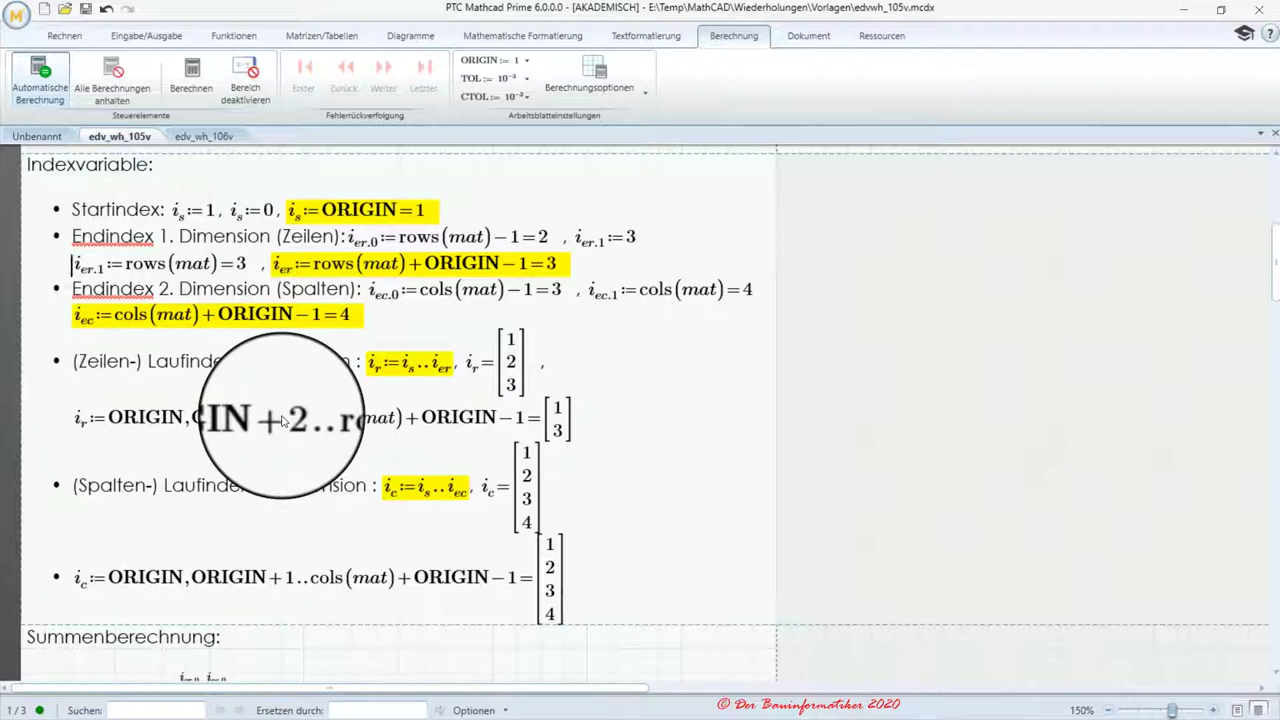 PTC Mathcad Prime 6.0.0.0 - [AKADEMISCH] - E:\Temp\MathCAD\Wiederholungen\Vorlagen\edvwh_105v.mcdx
Rechnen Eingabe/Ausgabe Funktionen Matrizen/Tabellen Diagramme Mathematische Formatierung Textformatierung Berechnung Dokument Ressourcen
Automatische Berechnung
Alle Berechnungen anhalten
Berechnen
Bereich deaktivieren
Erster Zurück Weiter Letzter
ORIGIN := 1
TOL := 10⁻³
CTOL := 10⁻³
Berechnungsoptionen
Steuerelemente Fehlerrückverfolgung Arbeitsblatteinstellungen
Unbenannt edv_wh_105v edv_wh_106v
Indexvariable:
• Startindex: i_s:=1, i_s:=0, i_s:=ORIGIN=1
• Endindex 1. Dimension (Zeilen): i_er.0:=rows(mat)−1=2 , i_er.1:=3
i_er.1:=rows(mat)=3 , i_er:=rows(mat)+ORIGIN−1=3
• Endindex 2. Dimension (Spalten): i_ec.0:=cols(mat)−1=3 , i_ec.1:=cols(mat)=4
i_ec:=cols(mat)+ORIGIN−1=4
• (Zeilen-) Laufinde : i_r:=i_s..i_er, i_r=[1 2 3] ,
i_r:=ORIGIN, GIN+2..ro mat)+ORIGIN−1=[1 3]
• (Spalten-) Laufinde nsion : i_c:=i_s..i_ec, i_c=[1 2 3 4]
• i_c:=ORIGIN,ORIGIN+1..cols(mat)+ORIGIN−1=[1 2 3 4]
Summenberechnung:
1 / 3 Suchen: Ersetzen durch: Optionen © Der Bauinformatiker 2020 150%